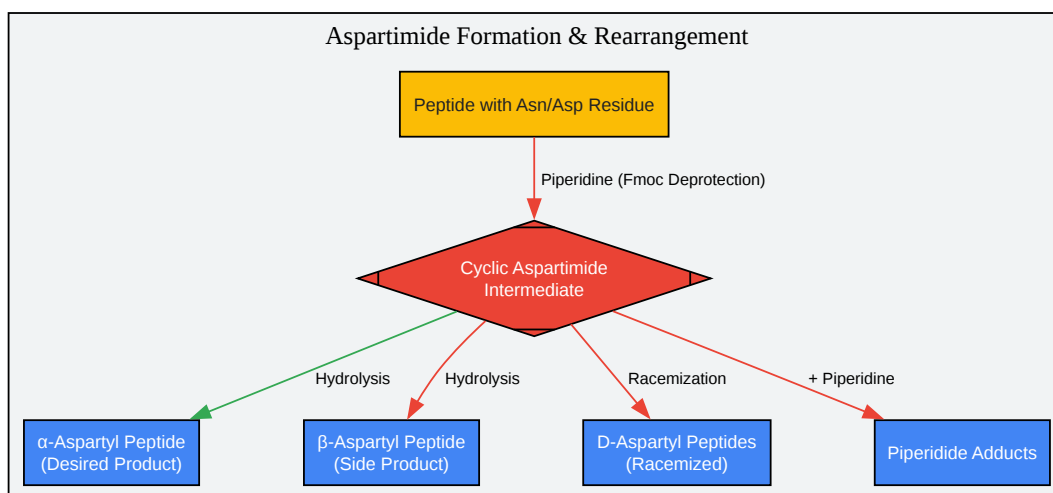 Aspartimide Formation & Rearrangement
Peptide with Asn/Asp Residue
Piperidine (Fmoc Deprotection)
Cyclic Aspartimide
Intermediate
Hydrolysis
Hydrolysis
Racemization
+ Piperidine
α-Aspartyl Peptide
(Desired Product)
β-Aspartyl Peptide
(Side Product)
D-Aspartyl Peptides
(Racemized)
Piperidide Adducts